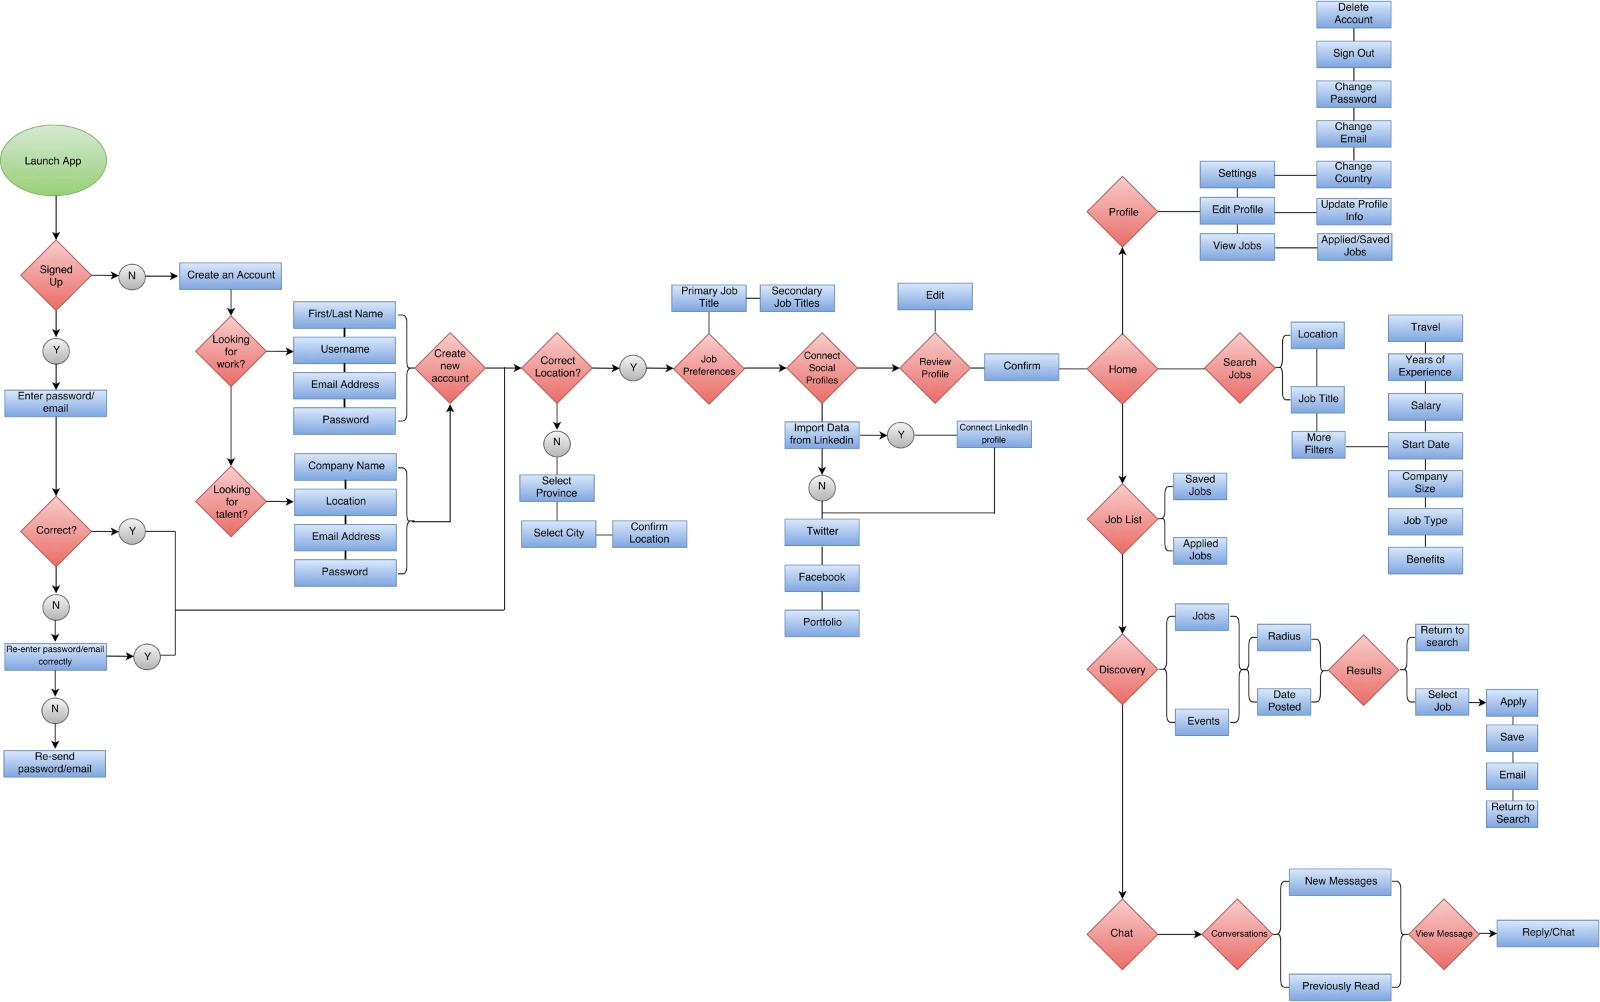 Launch App
Signed
Up
N
Y
Enter password/
email
Correct?
Y
N
Re-enter password/email
correctly
Y
N
Re-send
password/email
Create an Account
Looking
for
work?
First/Last Name
Username
Email Address
Password
Looking
for
talent?
Company Name
Location
Email Address
Password
Create
new
account
Correct
Location?
Y
N
Select
Province
Select City
Confirm
Location
Primary Job
Title
Secondary
Job Titles
Job
Preferences
Connect
Social
Profiles
Import Data
from Linkedin
Y
Connect LinkedIn
profile
N
Twitter
Facebook
Portfolio
Edit
Review
Profile
Confirm
Home
Profile
Settings
Edit Profile
View Jobs
Delete
Account
Sign Out
Change
Password
Change
Email
Change
Country
Update Profile
Info
Applied/Saved
Jobs
Search
Jobs
Location
Job Title
More
Filters
Travel
Years of
Experience
Salary
Start Date
Company
Size
Job Type
Benefits
Job List
Saved
Jobs
Applied
Jobs
Discovery
Jobs
Events
Radius
Date
Posted
Results
Return to
search
Select
Job
Apply
Save
Email
Return to
Search
Chat
Conversations
New Messages
Previously Read
View Message
Reply/Chat